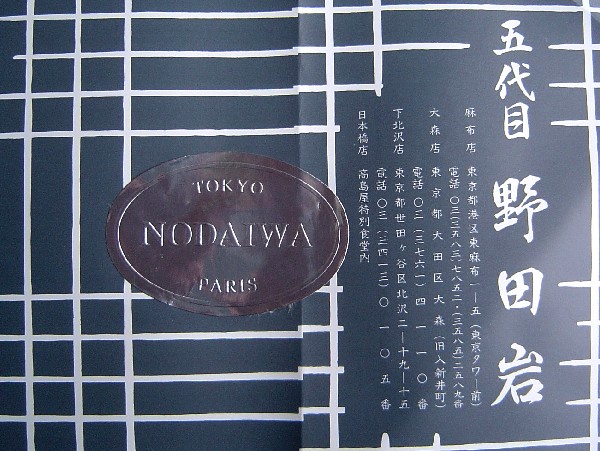 五代目 野田岩
麻布店 東京都港区東麻布一―五(東京タワー前)
電話 〇三(三五八三)七八五二・(三五八五)二五八九番
大森店 東京都大田区大森(旧入新井町)
電話 〇三(三七六一)四一一〇番
下北沢店 東京都世田ヶ谷区北沢二―十九―十五
電話 〇三(三四一三)〇一〇五番
日本橋店 高島屋特別食堂内
TOKYO
NODAIWA
PARIS